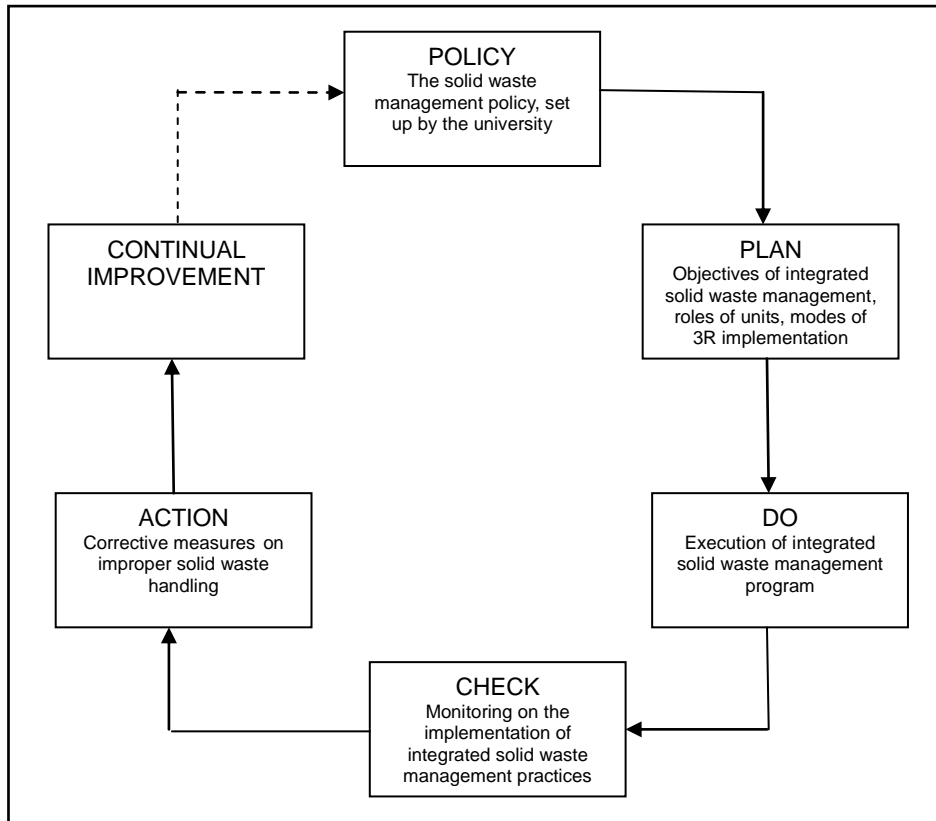 POLICY
The solid waste
management policy, set
up by the university
CONTINUAL
IMPROVEMENT
PLAN
Objectives of integrated
solid waste management,
roles of units, modes of
3R implementation
ACTION
Corrective measures on
improper solid waste
handling
DO
Execution of integrated
solid waste management
program
CHECK
Monitoring on the
implementation of
integrated solid waste
management practices